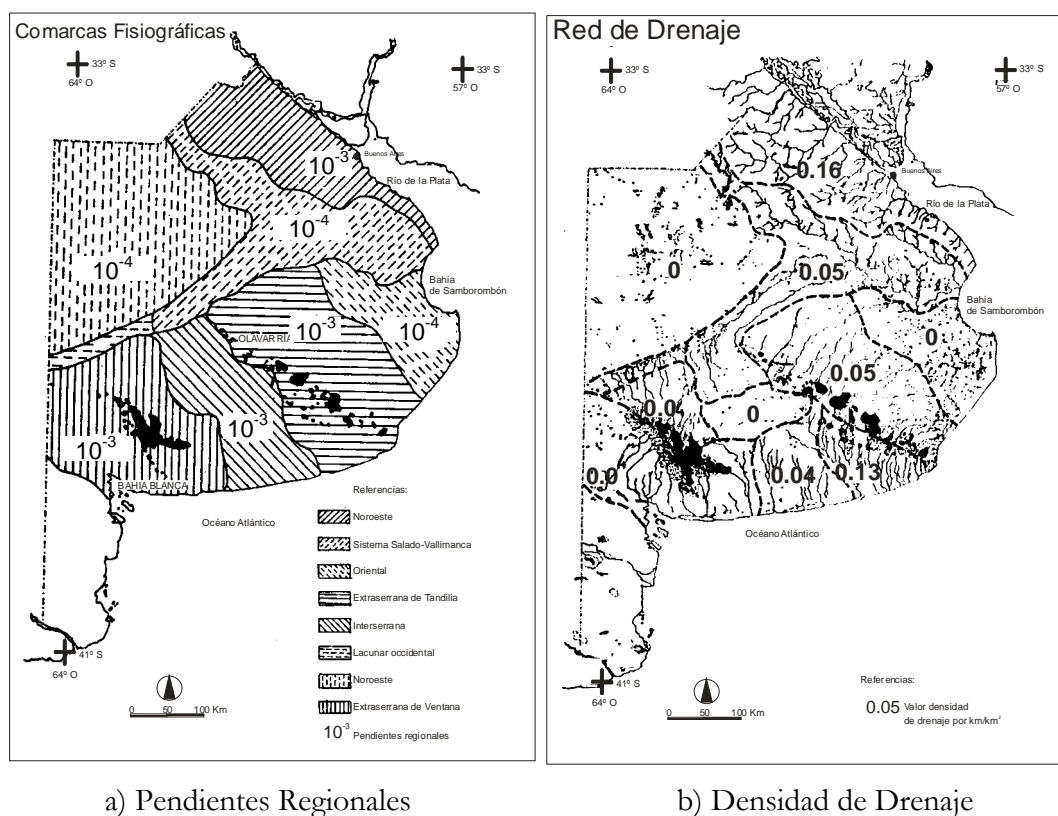 Comarcas Fisiográficas
33º S
64º O
33º S
57º O
10-3
Buenos Aires
Río de la Plata
10-4
10-4
Bahía
de Samborombón
OLAVARRIA
10-3
10-4
10-3
10-3
BAHIA BLANCA
Océano Atlántico
Referencias:
Noroeste
Sistema Salado-Vallimanca
Oriental
Extraserrana de Tandilia
Interserrana
Lacunar occidental
Noroeste
Extraserrana de Ventana
10-3 Pendientes regionales
41º S
64º O
0 50 100 Km
a) Pendientes Regionales
Red de Drenaje
33º S
64º O
33º S
57º O
0.16
Buenos Aires
Río de la Plata
0
0.05
Bahía
de Samborombón
0
0.05
0.0
0
0.0
0.04
0.13
Océano Atlántico
41º S
64º O
0 50 100 Km
Referencias:
0.05 Valor densidad
de drenaje por km/km²
b) Densidad de Drenaje